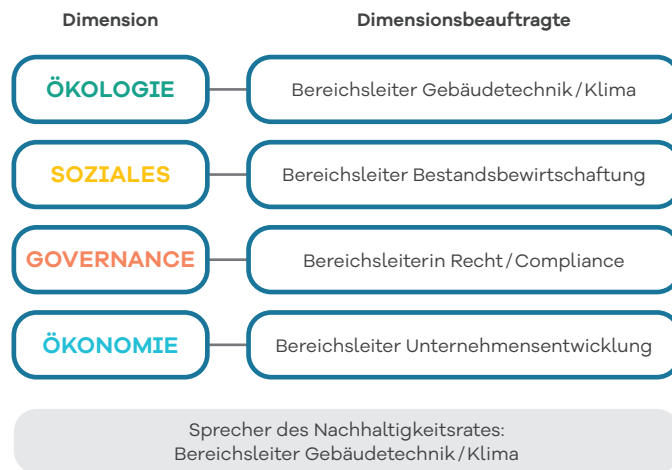 Dimension
Dimensionsbeauftragte
ÖKOLOGIE
Bereichsleiter Gebäudetechnik / Klima
SOZIALES
Bereichsleiter Bestandsbewirtschaftung
GOVERNANCE
Bereichsleiterin Recht / Compliance
ÖKONOMIE
Bereichsleiter Unternehmensentwicklung
Sprecher des Nachhaltigkeitsrates:
Bereichsleiter Gebäudetechnik / Klima